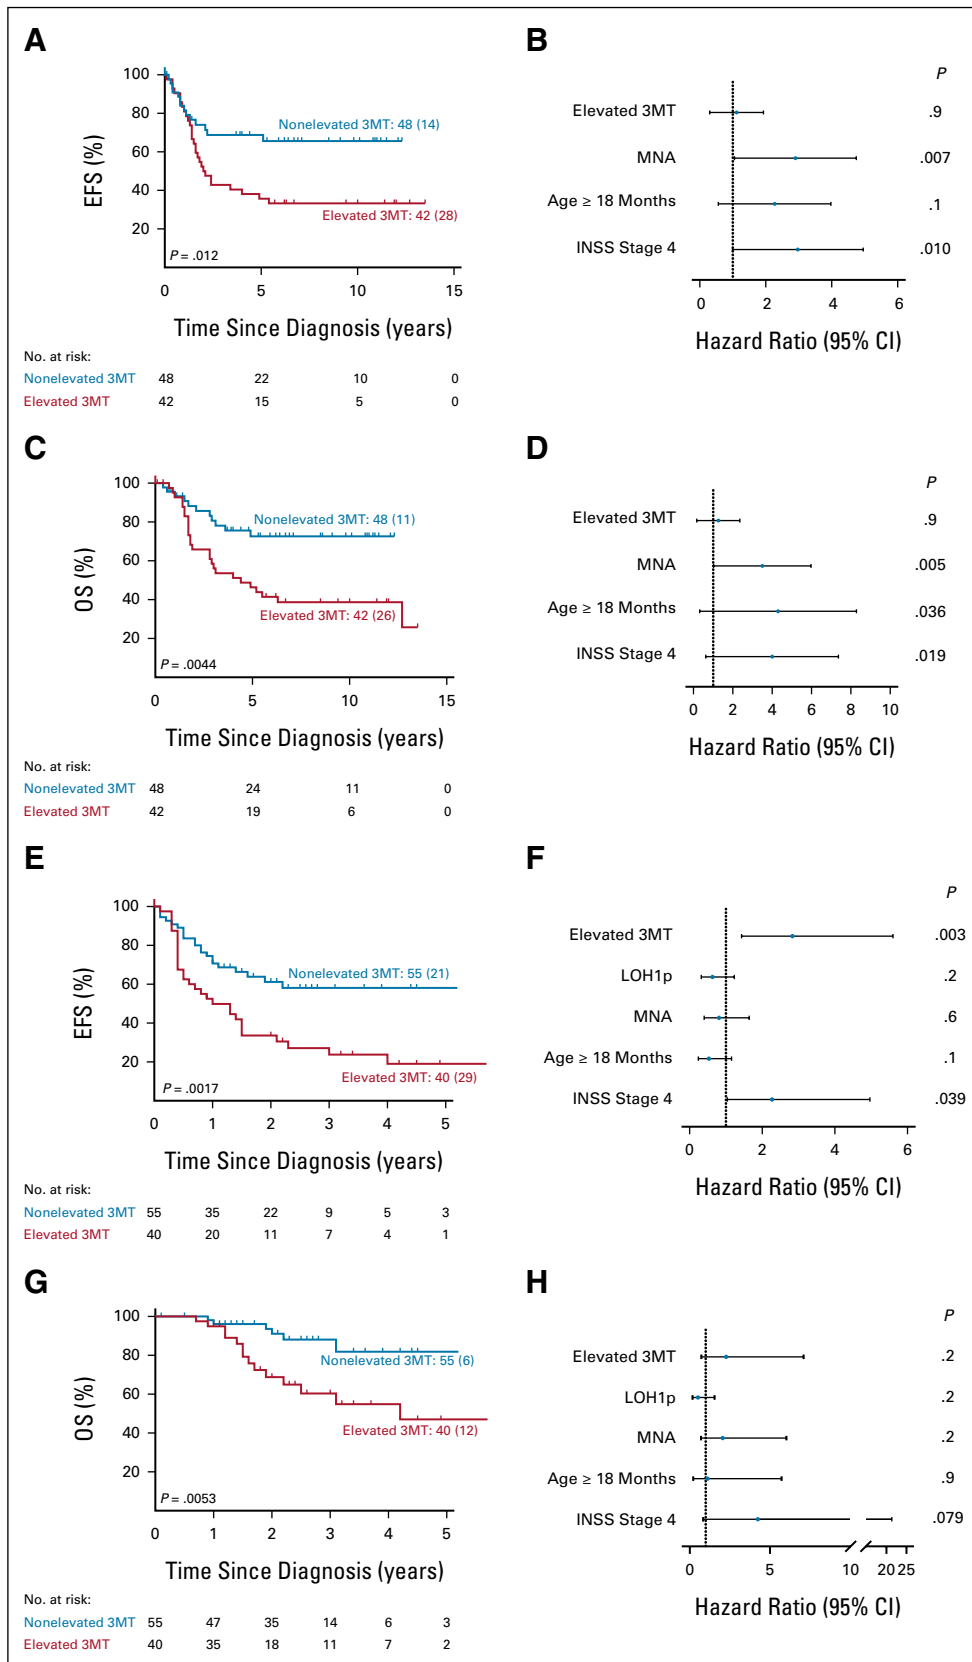 A
EFS (%)
100
80
60
40
20
Nonelevated 3MT: 48 (14)
Elevated 3MT: 42 (28)
P = .012
0 5 10 15
Time Since Diagnosis (years)
No. at risk:
Nonelevated 3MT 48 22 10 0
Elevated 3MT 42 15 5 0
B
P
Elevated 3MT .9
MNA .007
Age ≥ 18 Months .1
INSS Stage 4 .010
0 2 4 6
Hazard Ratio (95% CI)
C
OS (%)
100
80
60
40
20
Nonelevated 3MT: 48 (11)
Elevated 3MT: 42 (26)
P = .0044
0 5 10 15
Time Since Diagnosis (years)
No. at risk:
Nonelevated 3MT 48 24 11 0
Elevated 3MT 42 19 6 0
D
P
Elevated 3MT .9
MNA .005
Age ≥ 18 Months .036
INSS Stage 4 .019
0 2 4 6 8 10
Hazard Ratio (95% CI)
E
EFS (%)
100
80
60
40
20
Nonelevated 3MT: 55 (21)
Elevated 3MT: 40 (29)
P = .0017
0 1 2 3 4 5
Time Since Diagnosis (years)
No. at risk:
Nonelevated 3MT 55 35 22 9 5 3
Elevated 3MT 40 20 11 7 4 1
F
P
Elevated 3MT .003
LOH1p .2
MNA .6
Age ≥ 18 Months .1
INSS Stage 4 .039
0 2 4 6
Hazard Ratio (95% CI)
G
OS (%)
100
80
60
40
20
Nonelevated 3MT: 55 (6)
Elevated 3MT: 40 (12)
P = .0053
0 1 2 3 4 5
Time Since Diagnosis (years)
No. at risk:
Nonelevated 3MT 55 47 35 14 6 3
Elevated 3MT 40 35 18 11 7 2
H
P
Elevated 3MT .2
LOH1p .2
MNA .2
Age ≥ 18 Months .9
INSS Stage 4 .079
0 5 10 20 25
Hazard Ratio (95% CI)